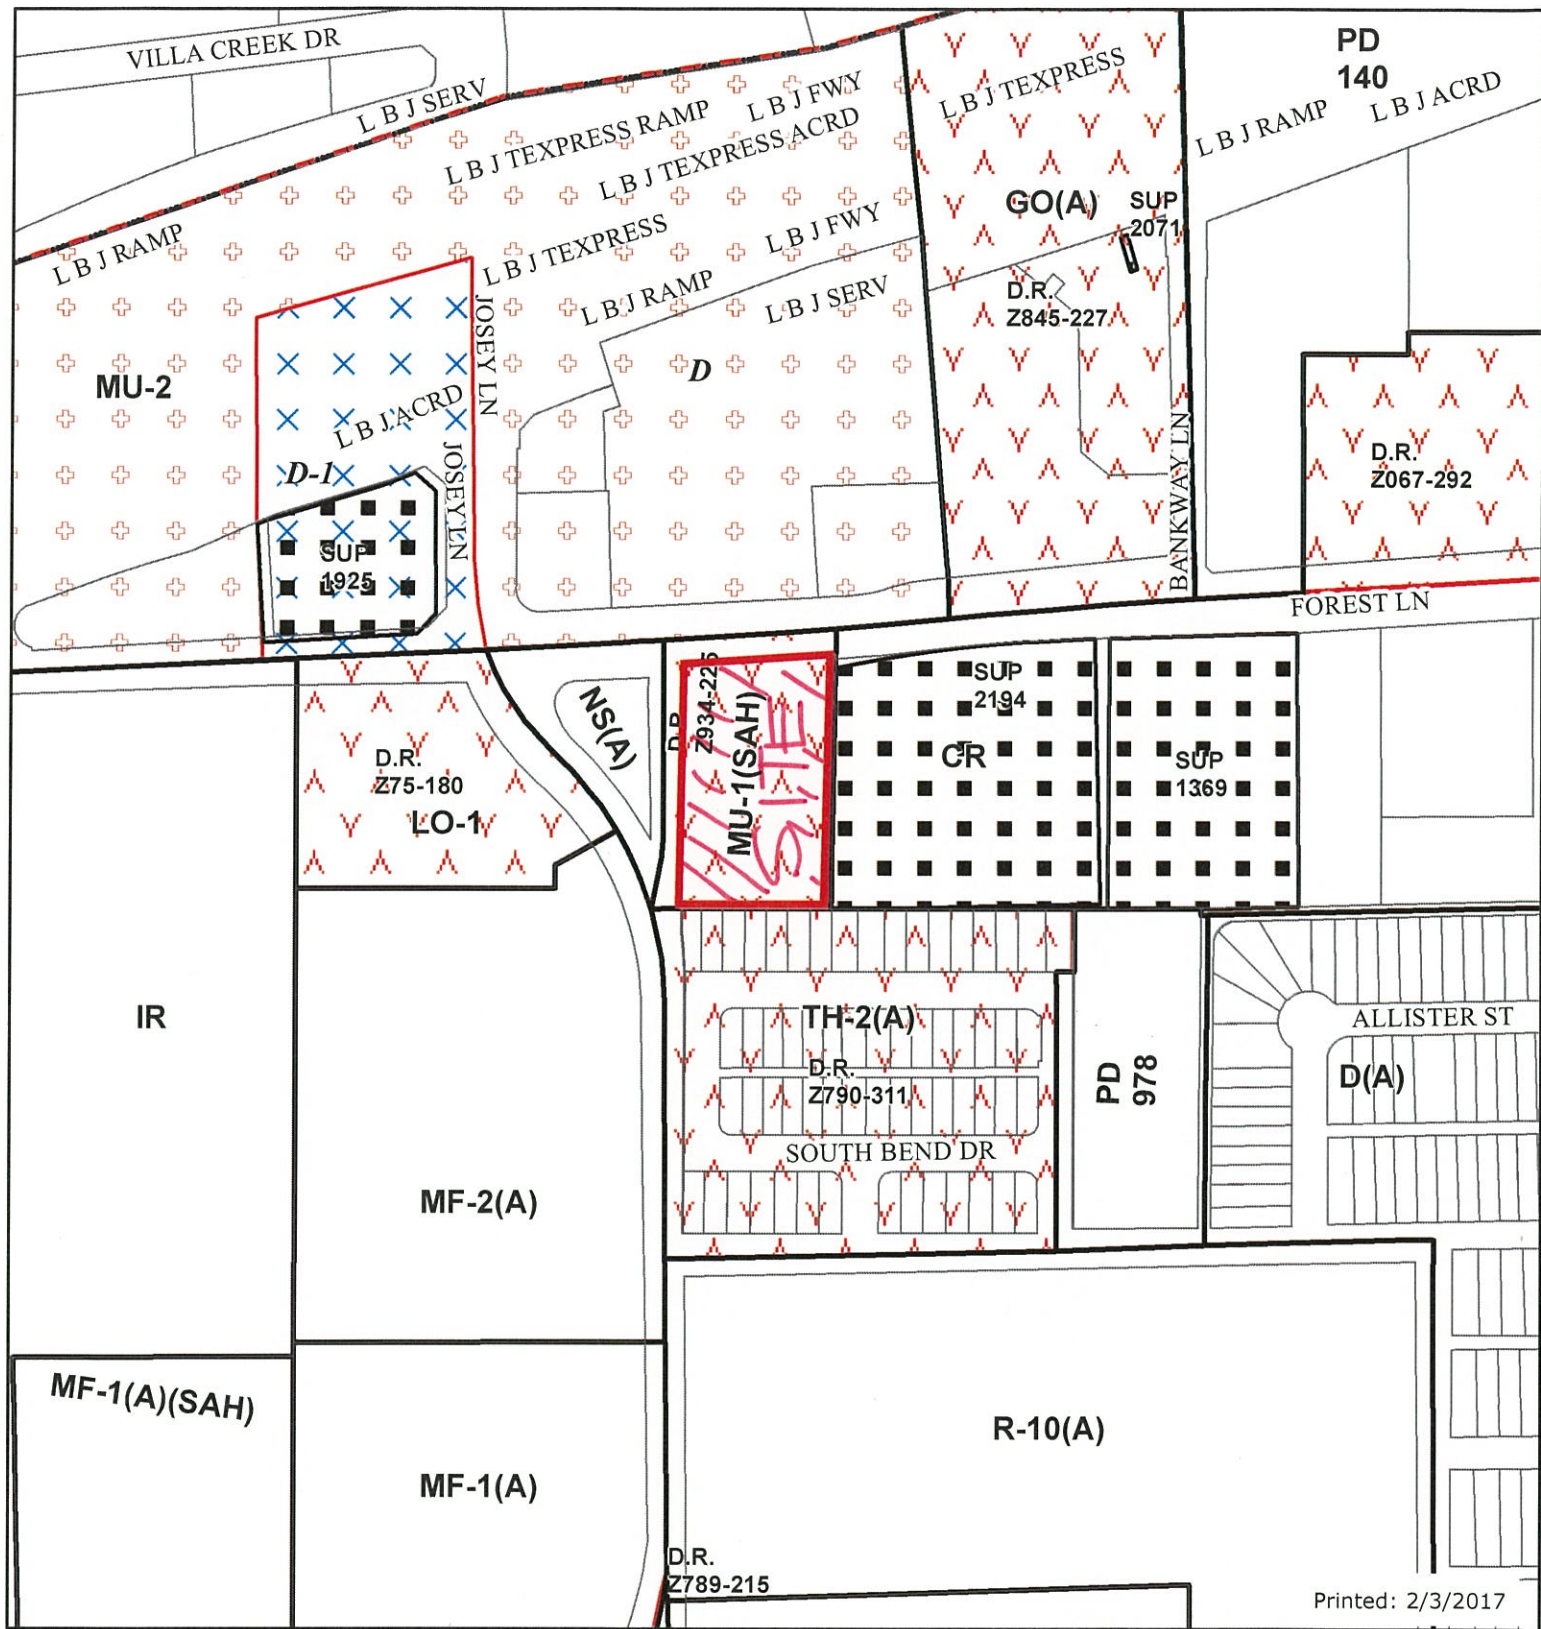 VILLA CREEK DR
L B J SERV
L B J TEXPRESS RAMP
L B J FWY
L B J TEXPRESS ACRD
L B J TEXPRESS
PD
140
L B J RAMP
L B J ACRD
L B J RAMP
L B J TEXPRESS
L B J FWY
GO(A)
SUP
2071
L B J RAMP
L B J SERV
D.R.
Z845-227
JOSEY LN
MU-2
D
L B J ACRD
D-1
JOSEY LN
BANKWAY LN
D.R.
Z067-292
SUP
1925
FOREST LN
NS(A)
D.R.
Z934-225
MU-1(SAH)
SITE
SUP
2194
CR
SUP
1369
D.R.
Z75-180
LO-1
IR
TH-2(A)
D.R.
Z790-311
SOUTH BEND DR
PD
978
ALLISTER ST
D(A)
MF-2(A)
MF-1(A)(SAH)
MF-1(A)
R-10(A)
D.R.
Z789-215
Printed: 2/3/2017